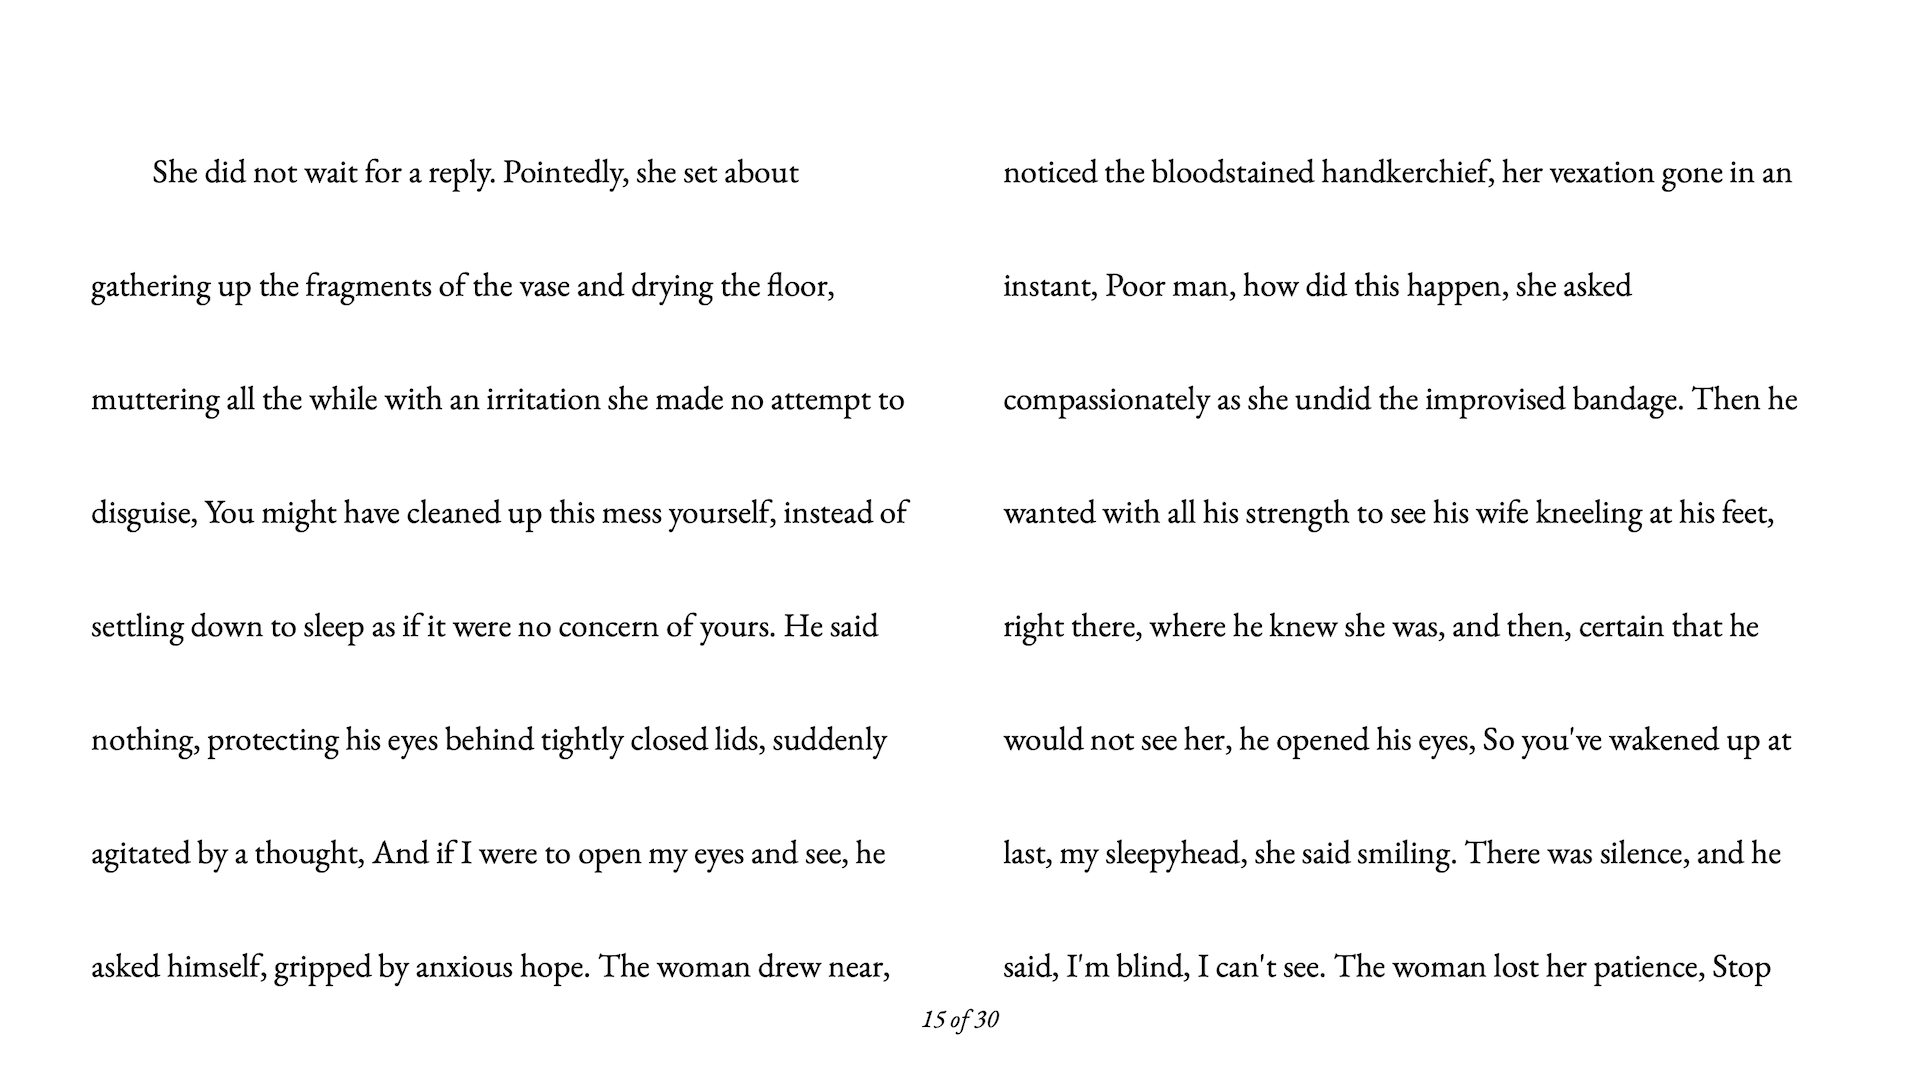 She did not wait for a reply. Pointedly, she set about
gathering up the fragments of the vase and drying the floor,
muttering all the while with an irritation she made no attempt to
disguise, You might have cleaned up this mess yourself, instead of
settling down to sleep as if it were no concern of yours. He said
nothing, protecting his eyes behind tightly closed lids, suddenly
agitated by a thought, And if I were to open my eyes and see, he
asked himself, gripped by anxious hope. The woman drew near,
noticed the bloodstained handkerchief, her vexation gone in an
instant, Poor man, how did this happen, she asked
compassionately as she undid the improvised bandage. Then he
wanted with all his strength to see his wife kneeling at his feet,
right there, where he knew she was, and then, certain that he
would not see her, he opened his eyes, So you've wakened up at
last, my sleepyhead, she said smiling. There was silence, and he
said, I'm blind, I can't see. The woman lost her patience, Stop
15 of 30